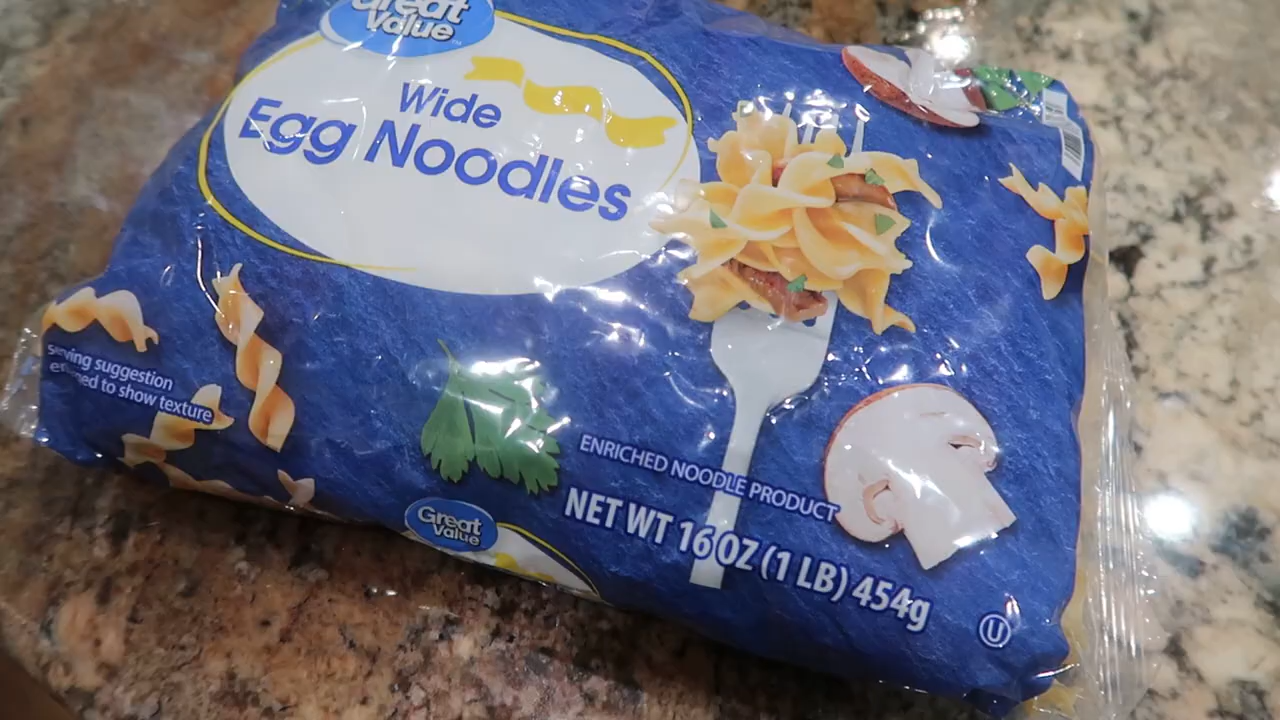 Great
Value
Wide
Egg Noodles
serving suggestion
to show texture
ENRICHED NOODLE PRODUCT
NET WT 16 OZ (1 LB) 454g
Great
Value
U